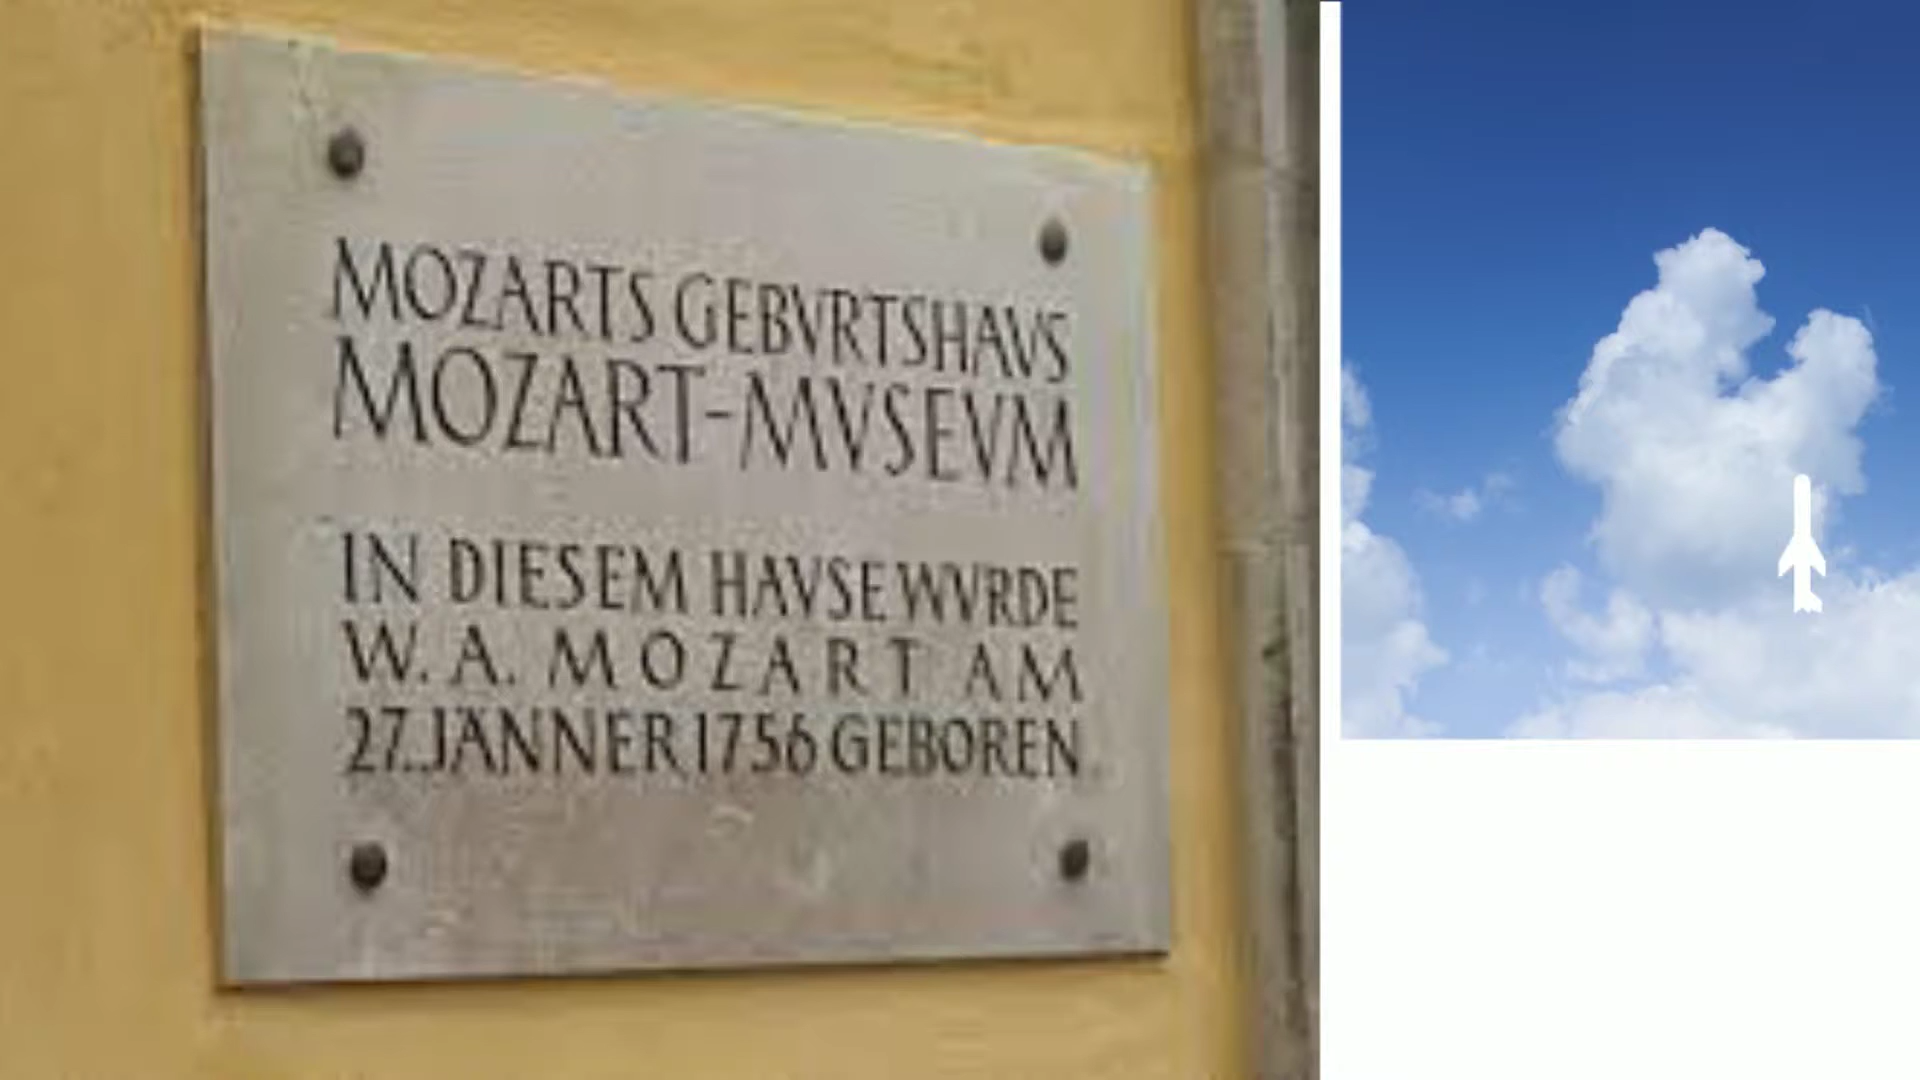 MOZARTS GEBVRTSHAVS
MOZART-MVSEVM
IN DIESEM HAVSE WVRDE
W. A. MOZART AM
27. JÄNNER 1756 GEBOREN